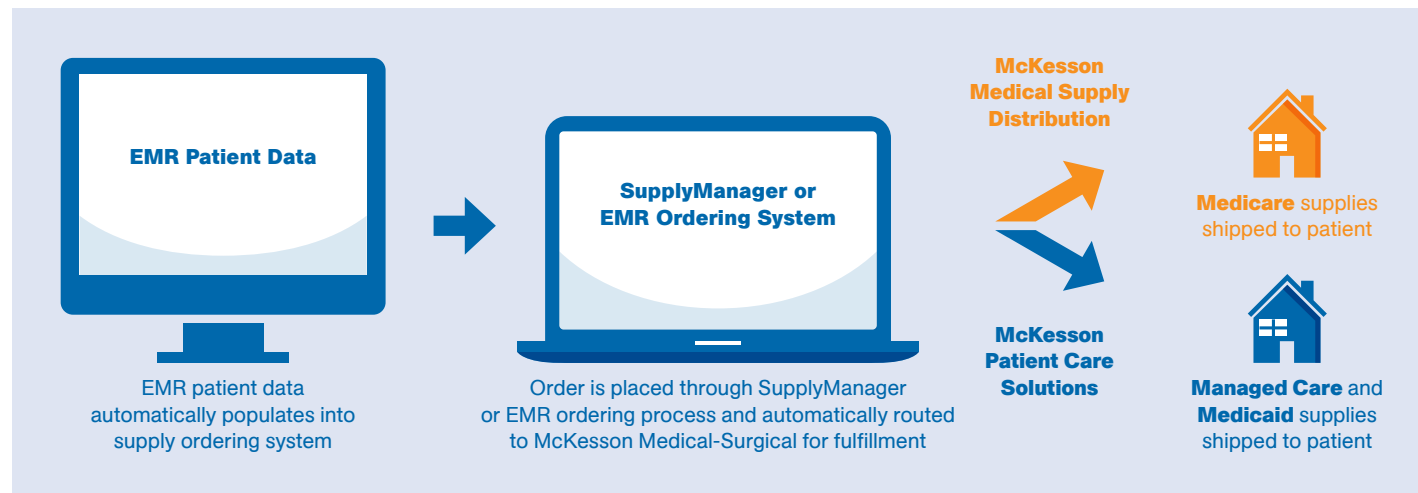 EMR Patient Data
EMR patient data
automatically populates into
supply ordering system
SupplyManager or
EMR Ordering System
Order is placed through SupplyManager
or EMR ordering process and automatically routed
to McKesson Medical-Surgical for fulfillment
McKesson
Medical Supply
Distribution
Medicare supplies
shipped to patient
McKesson
Patient Care
Solutions
Managed Care and
Medicaid supplies
shipped to patient